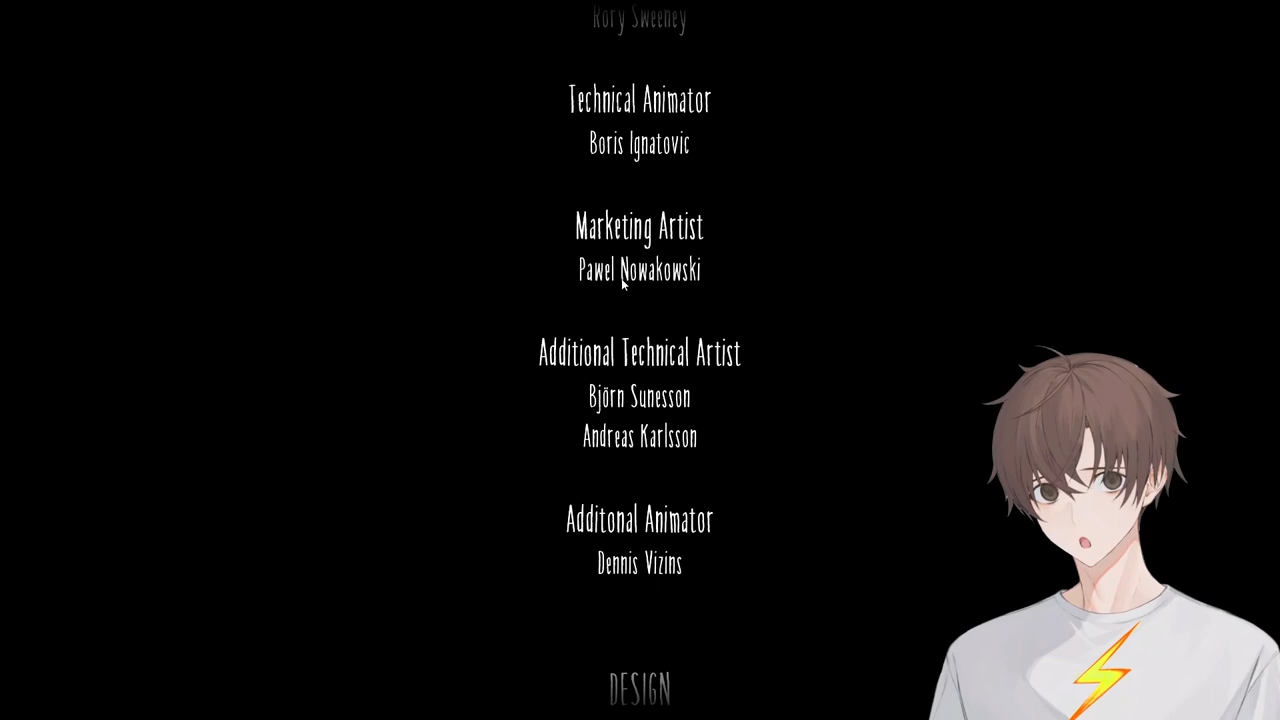 Rory Sweeney
Technical Animator
Boris Ignatovic
Marketing Artist
Pawel Nowakowski
Additional Technical Artist
Björn Sunesson
Andreas Karlsson
Additonal Animator
Dennis Vizins
DESIGN